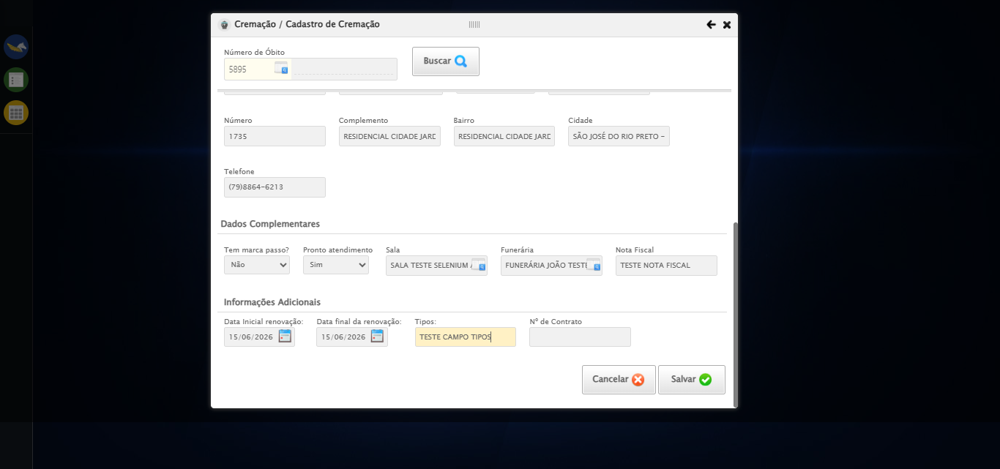 Cremação / Cadastro de Cremação
Número de Óbito
5895
Buscar
Número Complemento Bairro Cidade
1735 RESIDENCIAL CIDADE JARD RESIDENCIAL CIDADE JARD SÃO JOSÉ DO RIO PRETO -
Telefone
(79)8864-6213
Dados Complementares
Tem marca passo? Pronto atendimento Sala Funerária Nota Fiscal
Não Sim SALA TESTE SELENIUM FUNERÁRIA JOÃO TESTE TESTE NOTA FISCAL
Informações Adicionais
Data Inicial renovação: Data final da renovação: Tipos: Nº de Contrato
15/06/2026 15/06/2026 TESTE CAMPO TIPOS
Cancelar Salvar